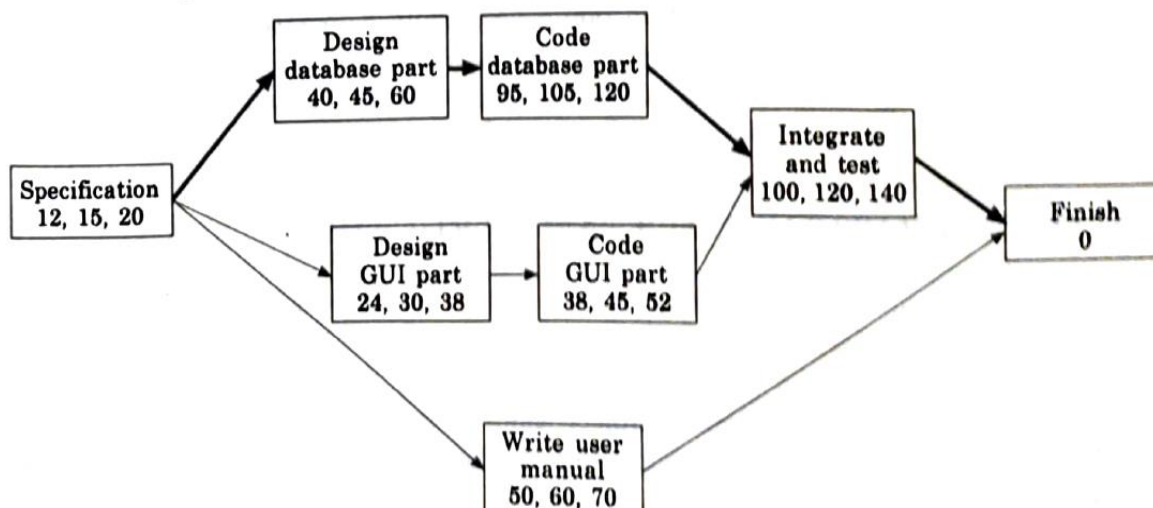 Design
database part
40, 45, 60
Code
database part
95, 105, 120
Specification
12, 15, 20
Integrate
and test
100, 120, 140
Finish
0
Design
GUI part
24, 30, 38
Code
GUI part
38, 45, 52
Write user
manual
50, 60, 70